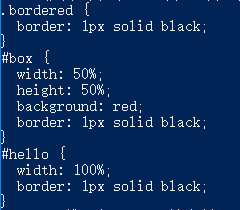 .bordered {
  border: 1px solid black;
}
#box {
  width: 50%;
  height: 50%;
  background: red;
  border: 1px solid black;
}
#hello {
  width: 100%;
  border: 1px solid black;
}